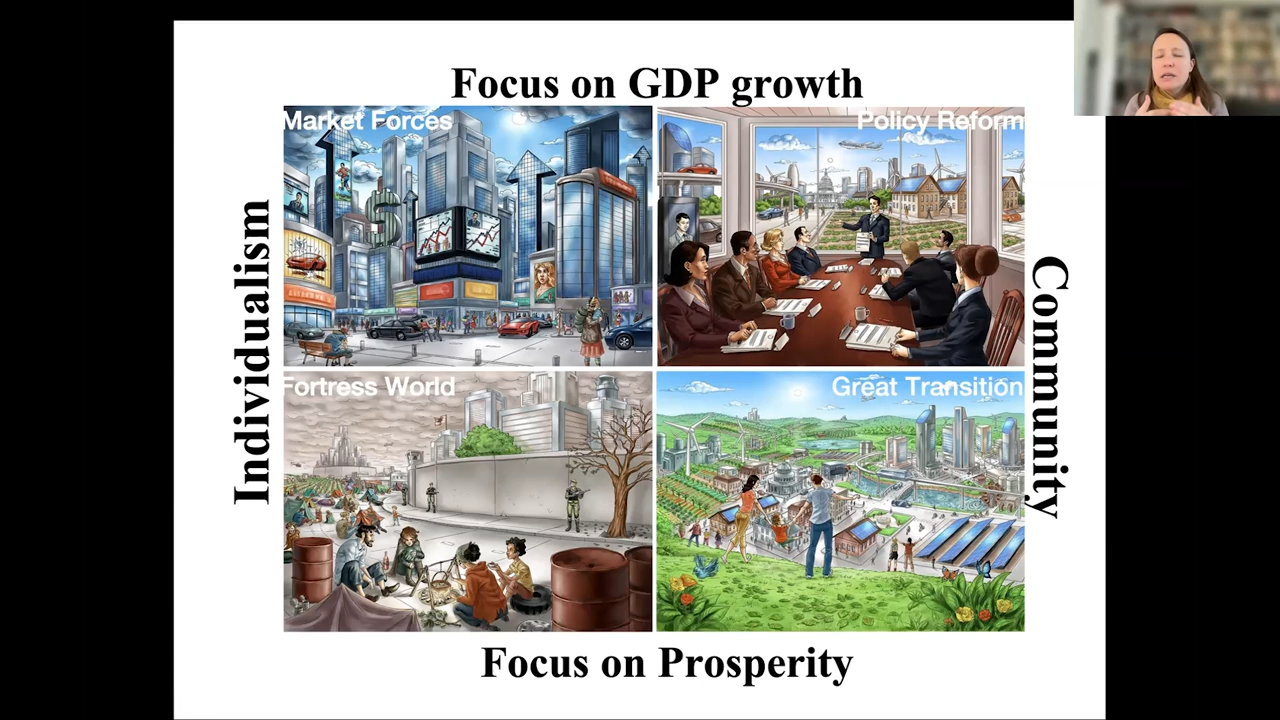 Focus on GDP growth
Market Forces
Policy Reform
Individualism
Community
Fortress World
Great Transition
Focus on Prosperity